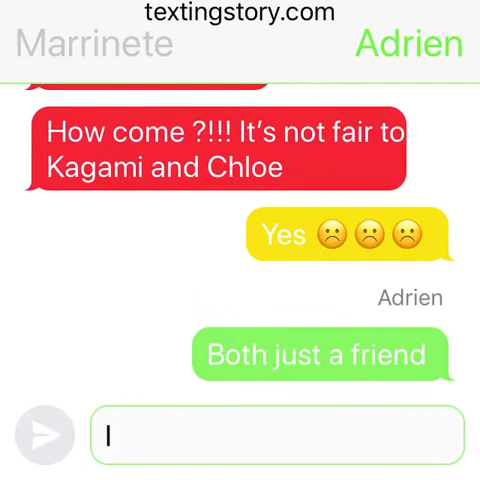 textingstory.com
Marrinete
Adrien
How come ?!!! It’s not fair to
Kagami and Chloe
Yes ☹️☹️☹️
Adrien
Both just a friend